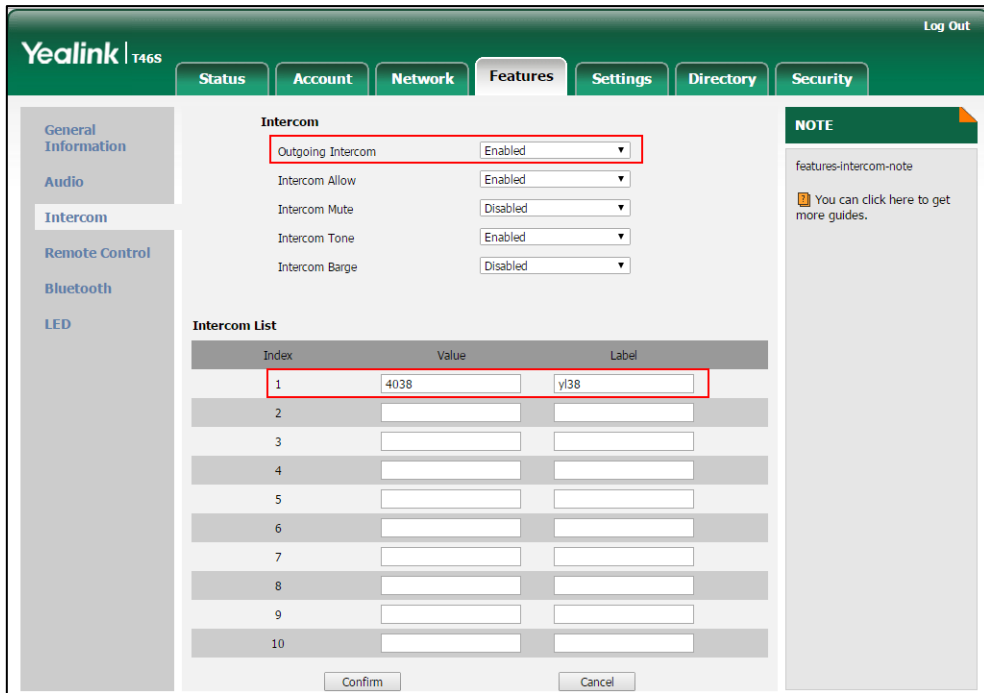 Log Out
Yealink T46S
Status Account Network Features Settings Directory Security
General Information
Audio
Intercom
Remote Control
Bluetooth
LED
Intercom
Outgoing Intercom Enabled
Intercom Allow Enabled
Intercom Mute Disabled
Intercom Tone Enabled
Intercom Barge Disabled
Intercom List
Index Value Label
1 4038 yl38
2
3
4
5
6
7
8
9
10
Confirm Cancel
NOTE
features-intercom-note
You can click here to get
more guides.